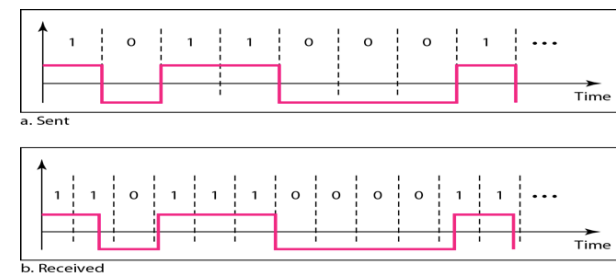 1 0 1 1 0 0 0 1 ...
Time
a. Sent
1 1 0 1 1 1 0 0 0 0 1 1 ...
Time
b. Received